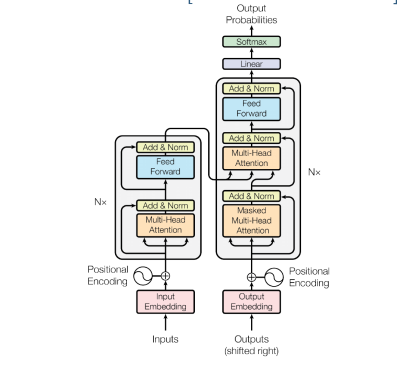 Output
Probabilities
Softmax
Linear
Add & Norm
Feed
Forward
Add & Norm
Multi-Head
Attention
Add & Norm
Masked
Multi-Head
Attention
Nx
Add & Norm
Feed
Forward
Add & Norm
Multi-Head
Attention
Nx
Positional
Encoding
Positional
Encoding
Input
Embedding
Output
Embedding
Inputs
Outputs
(shifted right)